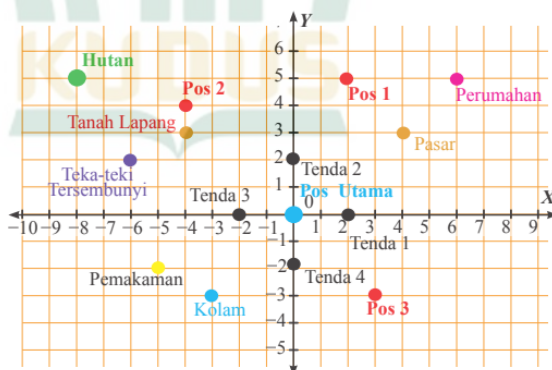 KUDUS
Y
6
Hutan
5
Pos 2
Pos 1
Perumahan
4
Tanah Lapang
3
Pasar
2
Teka-teki
Tersembunyi
Tenda 2
1
Tenda 3
Pos Utama
0
X
−10 −9 −8 −7 −6 −5 −4 −3 −2 −1 1 2 3 4 5 6 7 8 9
Tenda 1
−1
Pemakaman
−2
Tenda 4
Kolam
−3
Pos 3
−4
−5